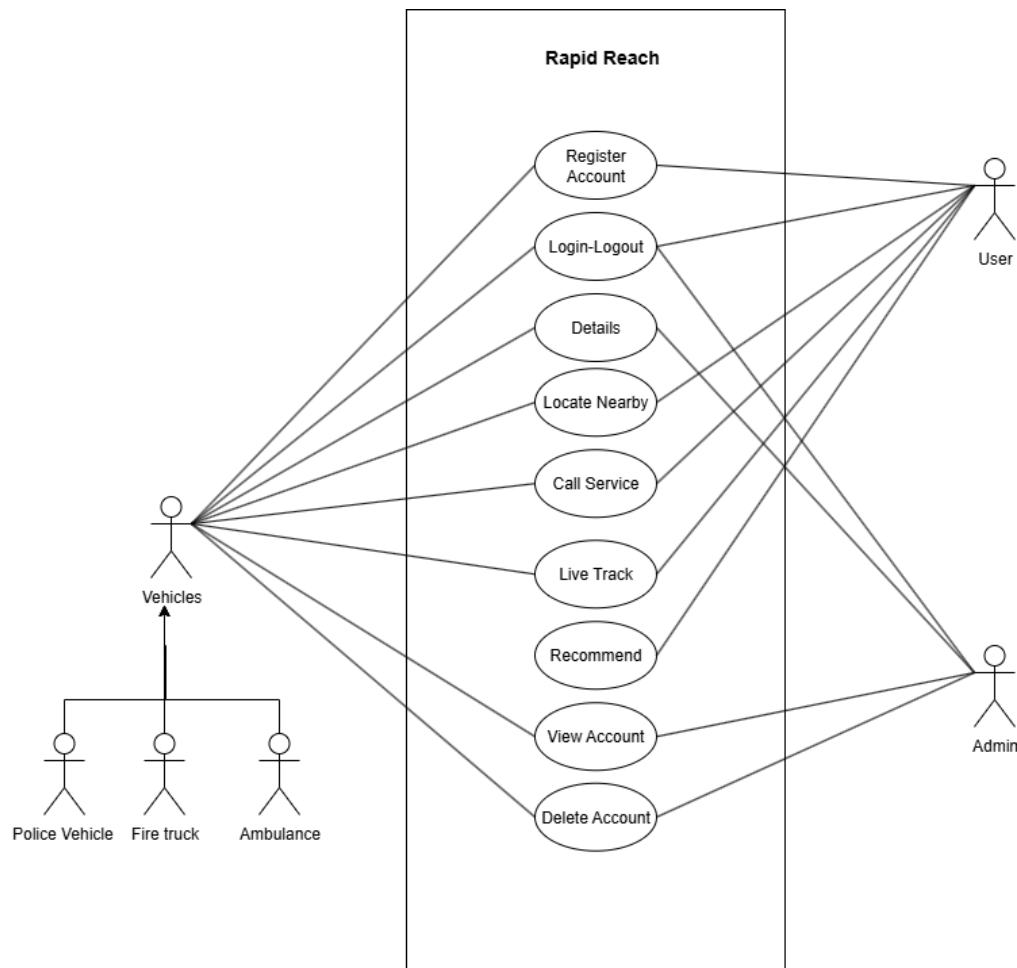 Rapid Reach
Register
Account
Login-Logout
User
Details
Locate Nearby
Call Service
Live Track
Vehicles
Recommend
View Account
Admin
Delete Account
Police Vehicle
Fire truck
Ambulance